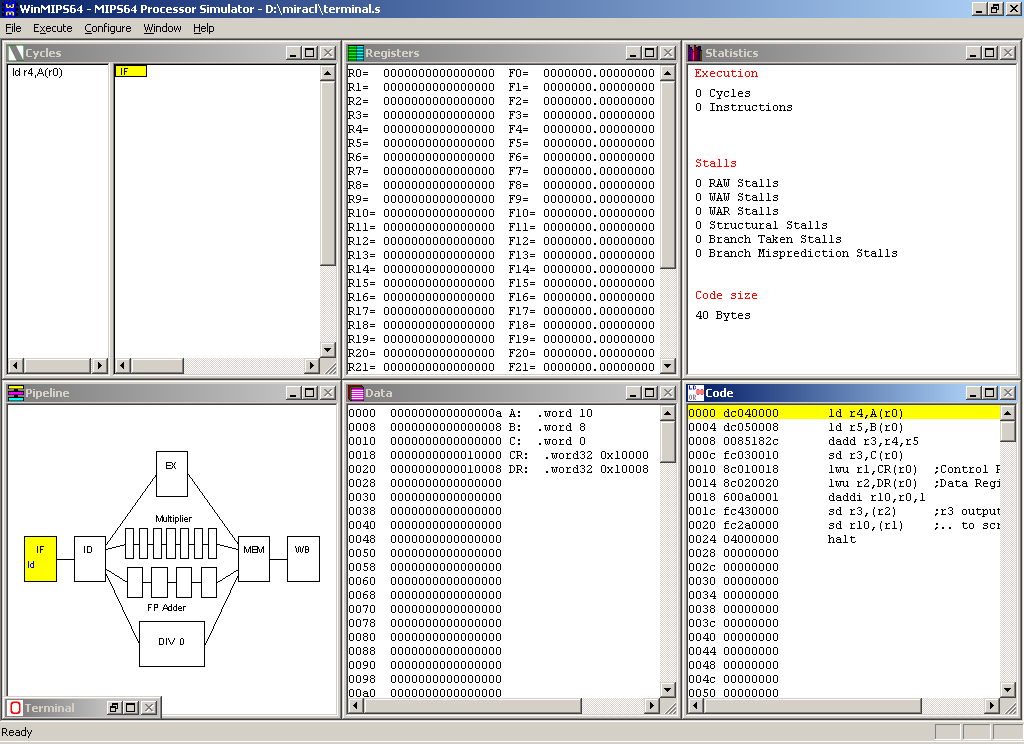 WinMIPS64 - MIPS64 Processor Simulator - D:\miracl\terminal.s
File Execute Configure Window Help
Cycles
ld r4,A(r0)
IF
Registers
R0= 0000000000000000 F0= 0000000.00000000
R1= 0000000000000000 F1= 0000000.00000000
R2= 0000000000000000 F2= 0000000.00000000
R3= 0000000000000000 F3= 0000000.00000000
R4= 0000000000000000 F4= 0000000.00000000
R5= 0000000000000000 F5= 0000000.00000000
R6= 0000000000000000 F6= 0000000.00000000
R7= 0000000000000000 F7= 0000000.00000000
R8= 0000000000000000 F8= 0000000.00000000
R9= 0000000000000000 F9= 0000000.00000000
R10= 0000000000000000 F10= 0000000.00000000
R11= 0000000000000000 F11= 0000000.00000000
R12= 0000000000000000 F12= 0000000.00000000
R13= 0000000000000000 F13= 0000000.00000000
R14= 0000000000000000 F14= 0000000.00000000
R15= 0000000000000000 F15= 0000000.00000000
R16= 0000000000000000 F16= 0000000.00000000
R17= 0000000000000000 F17= 0000000.00000000
R18= 0000000000000000 F18= 0000000.00000000
R19= 0000000000000000 F19= 0000000.00000000
R20= 0000000000000000 F20= 0000000.00000000
R21= 0000000000000000 F21= 0000000.00000000
Statistics
Execution
0 Cycles
0 Instructions
Stalls
0 RAW Stalls
0 WAW Stalls
0 WAR Stalls
0 Structural Stalls
0 Branch Taken Stalls
0 Branch Misprediction Stalls
Code size
40 Bytes
Pipeline
EX
Multiplier
IF
ld
ID
MEM
WB
FP Adder
DIV 0
Terminal
Data
0000 000000000000000a A: .word 10
0008 0000000000000008 B: .word 8
0010 0000000000000000 C: .word 0
0018 0000000000010000 CR: .word32 0x10000
0020 0000000000010008 DR: .word32 0x10008
0028 0000000000000000
0030 0000000000000000
0038 0000000000000000
0040 0000000000000000
0048 0000000000000000
0050 0000000000000000
0058 0000000000000000
0060 0000000000000000
0068 0000000000000000
0070 0000000000000000
0078 0000000000000000
0080 0000000000000000
0088 0000000000000000
0090 0000000000000000
0098 0000000000000000
00a0 0000000000000000
Code
0000 dc040000 ld r4,A(r0)
0004 dc050008 ld r5,B(r0)
0008 0085182c dadd r3,r4,r5
000c fc030010 sd r3,C(r0)
0010 8c010018 lwu r1,CR(r0) ;Control R
0014 8c020020 lwu r2,DR(r0) ;Data Regi
0018 600a0001 daddi r10,r0,1
001c fc430000 sd r3,(r2) ;r3 output
0020 fc2a0000 sd r10,(r1) ;.. to scr
0024 04000000 halt
0028 00000000
002c 00000000
0030 00000000
0034 00000000
0038 00000000
003c 00000000
0040 00000000
0044 00000000
0048 00000000
004c 00000000
0050 00000000
Ready